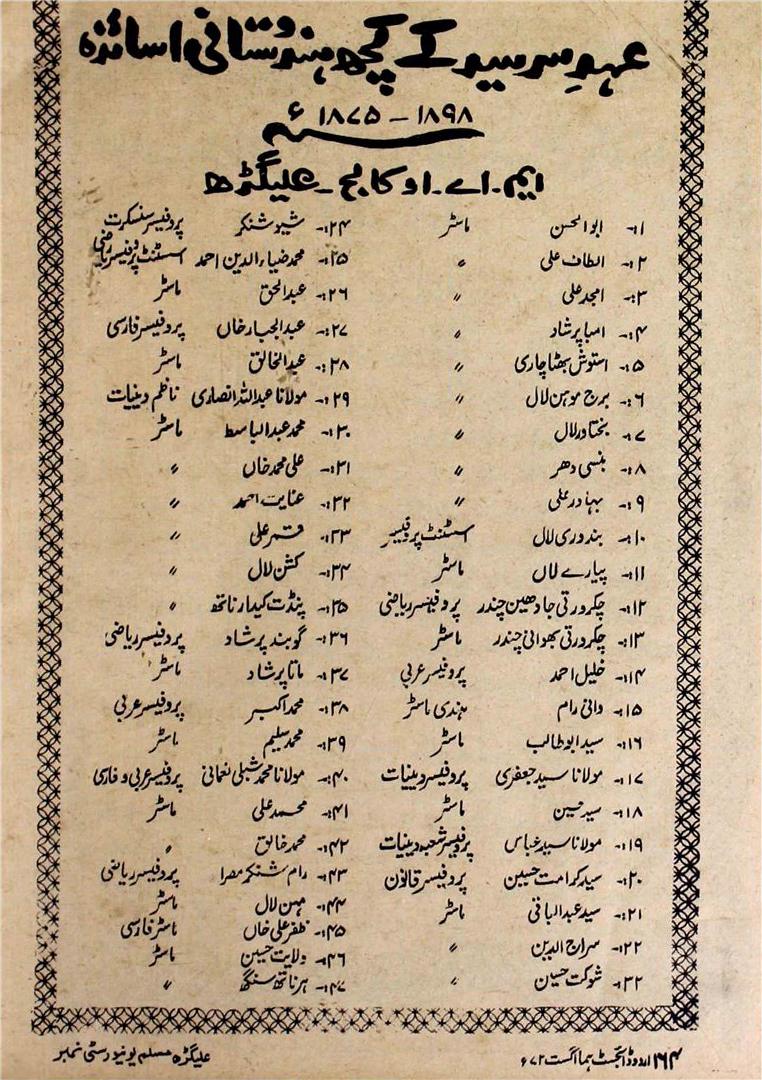 عہدِ سرسید کے کچھ ہندوستانی اساتذہ
۱۸۷۵ – ۱۸۹۸ ء
ایم۔اے۔او کالج۔علیگڑھ
۱:۔ ابوالحسن ماسٹر
۲:۔ الطاف علی 〃
۳:۔ امجد علی 〃
۴:۔ امبا پرشاد 〃
۵:۔ استوش بھٹاچاری 〃
۶:۔ برج موہن لال 〃
۷:۔ بختاور لال 〃
۸:۔ بنسی دھر 〃
۹:۔ بہادر علی 〃
۱۰:۔ بندوری لال اسسٹنٹ پروفیسر
۱۱:۔ پیارے لال ماسٹر
۱۲:۔ چکرورتی جادھین چندر پروفیسر ریاضی
۱۳:۔ چکرورتی بھوانی چندر ماسٹر
۱۴:۔ خلیل احمد پروفیسر عربی
۱۵:۔ وانی رام ہندی ماسٹر
۱۶:۔ سید ابوطالب ماسٹر
۱۷:۔ مولانا سید جعفری پروفیسر دینیات
۱۸:۔ سید حسین ماسٹر
۱۹:۔ مولانا سید عباس پروفیسر شعبہ دینیات
۲۰:۔ سید کرامت حسین پروفیسر قانون
۲۱:۔ سید عبدالباقی ماسٹر
۲۲:۔ سراج الدین 〃
۳۲:۔ شوکت حسین 〃
۲۴:۔ شیو شنکر پروفیسر سنسکرت
۲۵:۔ محمد ضیاء الدین احمد اسسٹنٹ پروفیسر ریاضی
۲۶:۔ عبدالحق ماسٹر
۲۷:۔ عبدالجبار خاں پروفیسر فارسی
۲۸:۔ عبدالخالق ماسٹر
۲۹:۔ مولانا عبداللہ انصاری ناظم دینیات
۳۰:۔ محمد عبدالباسط ماسٹر
۳۱:۔ علی محمد خاں 〃
۳۲:۔ عنایت احمد 〃
۳۳:۔ قمر علی 〃
۳۴:۔ کشن لال 〃
۳۵:۔ پنڈت کیدار ناتھ 〃
۳۶:۔ گوبند پرشاد پروفیسر ریاضی
۳۷:۔ ماتا پرشاد ماسٹر
۳۸:۔ محمد اکبر پروفیسر عربی
۳۹:۔ محمد سلیم ماسٹر
۴۰:۔ مولانا محمد شبلی نعمانی پروفیسر عربی و فارسی
۴۱:۔ محمد علی ماسٹر
۴۲:۔ محمد خالق 〃
۴۳:۔ رام شنکر مصرا پروفیسر ریاضی
۴۴:۔ مہن لال ماسٹر
۴۵:۔ ظفر علی خاں ماسٹر فارسی
۴۶:۔ ولایت حسین ماسٹر
۴۷:۔ ہرناتھ سنگھ 〃
۱۶۴ اردو ڈائجسٹ ہما اگست ۷۲ء
علیگڑھ مسلم یونیورسٹی نمبر